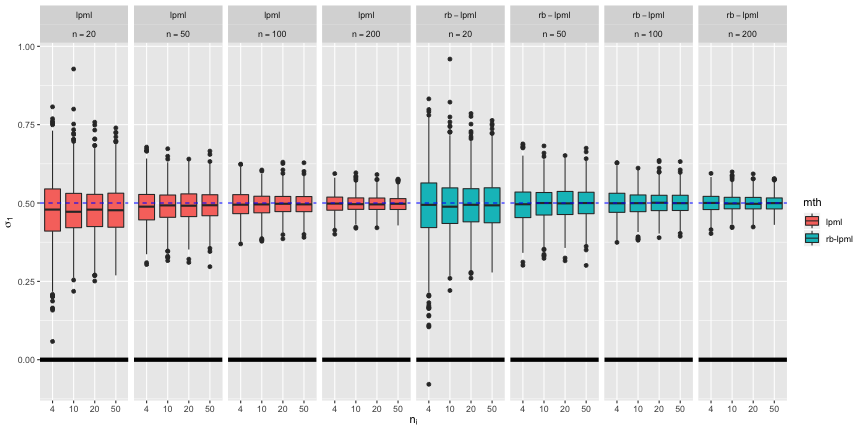 lpml lpml lpml lpml rb−lpml rb−lpml rb−lpml rb−lpml
n = 20 n = 50 n = 100 n = 200 n = 20 n = 50 n = 100 n = 200
1.00
0.75
0.50
0.25
0.00
σ1
4 10 20 50 4 10 20 50 4 10 20 50 4 10 20 50 4 10 20 50 4 10 20 50 4 10 20 50 4 10 20 50
ni
mth
lpml
rb-lpml